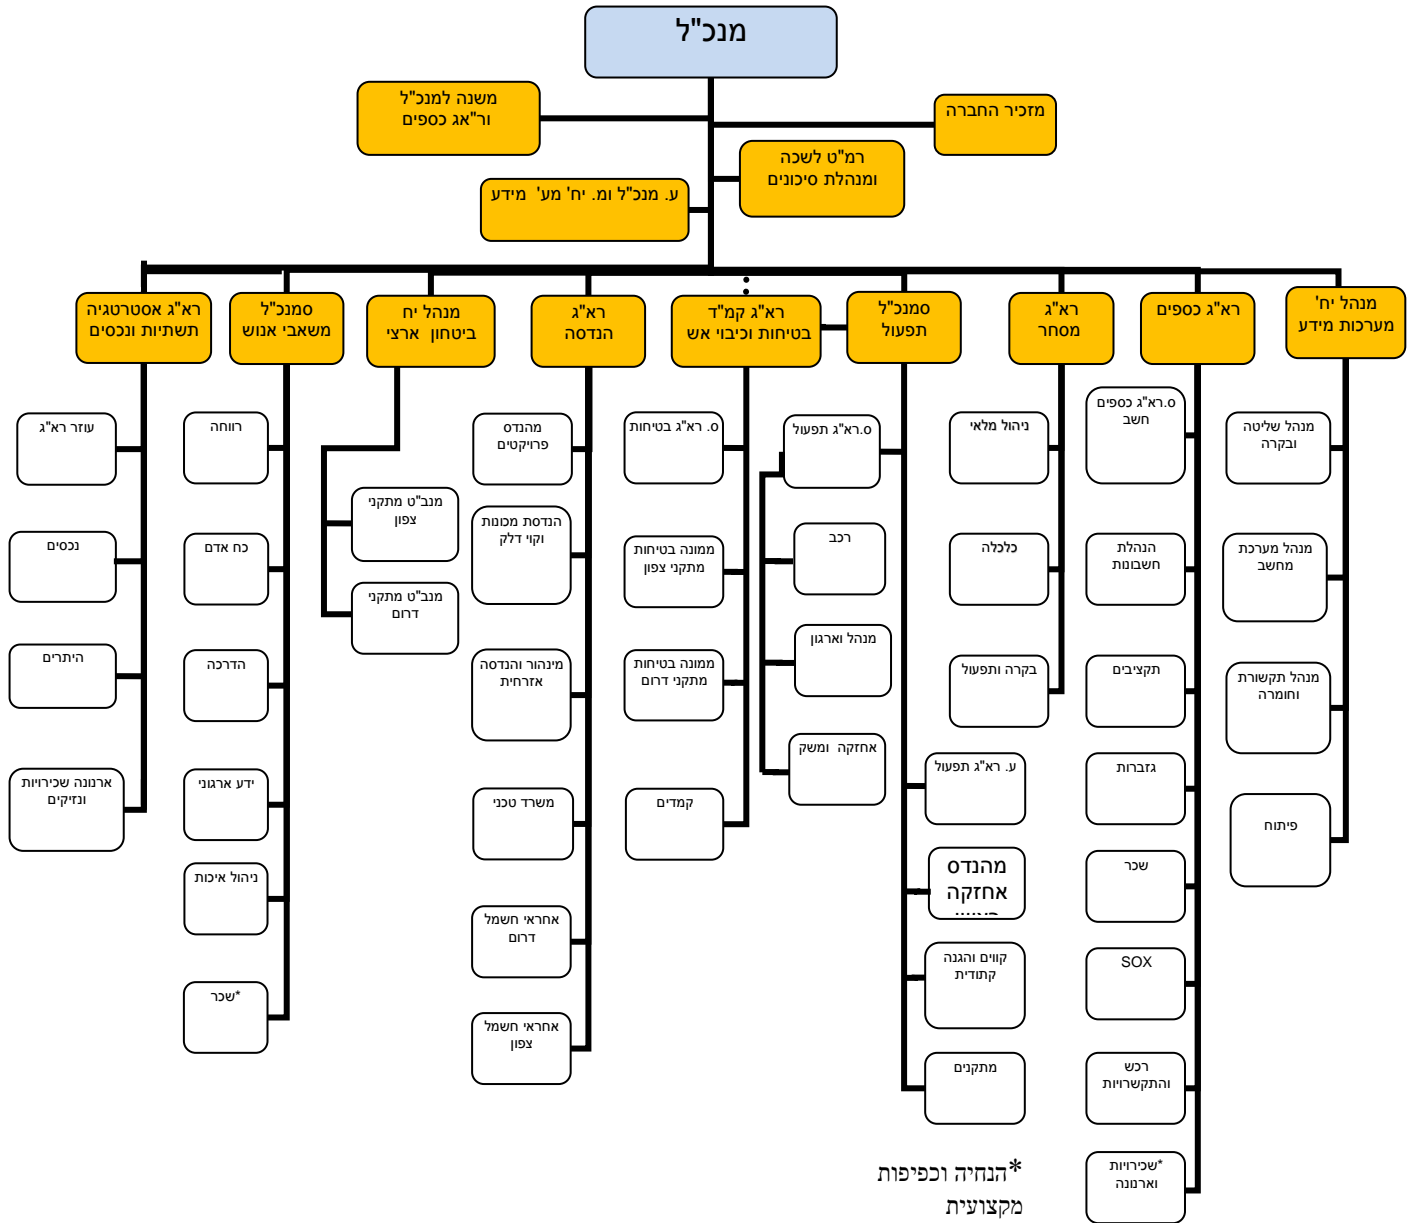 מנכ"ל
משנה למנכ"ל
ור"אג כספים
מזכיר החברה
רמ"ט לשכה
ומנהלת סיכונים
ע. מנכ"ל ומ. יח' מע' מידע
מנהל יח'
מערכות מידע
רא"ג כספים
רא"ג
מסחר
סמנכ"ל
תפעול
רא"ג קמ"ד
בטיחות וכיבוי אש
רא"ג
הנדסה
מנהל יח
ביטחון ארצי
סמנכ"ל
משאבי אנוש
רא"ג אסטרטגיה
תשתיות ונכסים
מנהל שליטה
ובקרה
מנהל מערכת
מחשב
מנהל תקשורת
וחומרה
פיתוח
ס.רא"ג כספים
חשב
הנהלת
חשבונות
תקציבים
גזברות
שכר
SOX
רכש
והתקשרויות
*שכירויות
וארנונה
ניהול מלאי
כלכלה
בקרה ותפעול
ס.רא"ג תפעול
רכב
מנהל וארגון
אחזקה ומשק
ע. רא"ג תפעול
מהנדס
אחזקה
קווים והגנה
קתודית
מתקנים
ס. רא"ג בטיחות
ממונה בטיחות
מתקני צפון
ממונה בטיחות
מתקני דרום
קמדים
מהנדס
פרויקטים
הנדסת מכונות
וקוי דלק
מינהור והנדסה
אזרחית
משרד טכני
אחראי חשמל
דרום
אחראי חשמל
צפון
מנב"ט מתקני
צפון
מנב"ט מתקני
דרום
רווחה
כח אדם
הדרכה
ידע ארגוני
ניהול איכות
*שכר
עוזר רא"ג
נכסים
היתרים
ארנונה שכירויות
ונזיקים
*הנחיה וכפיפות
מקצועית